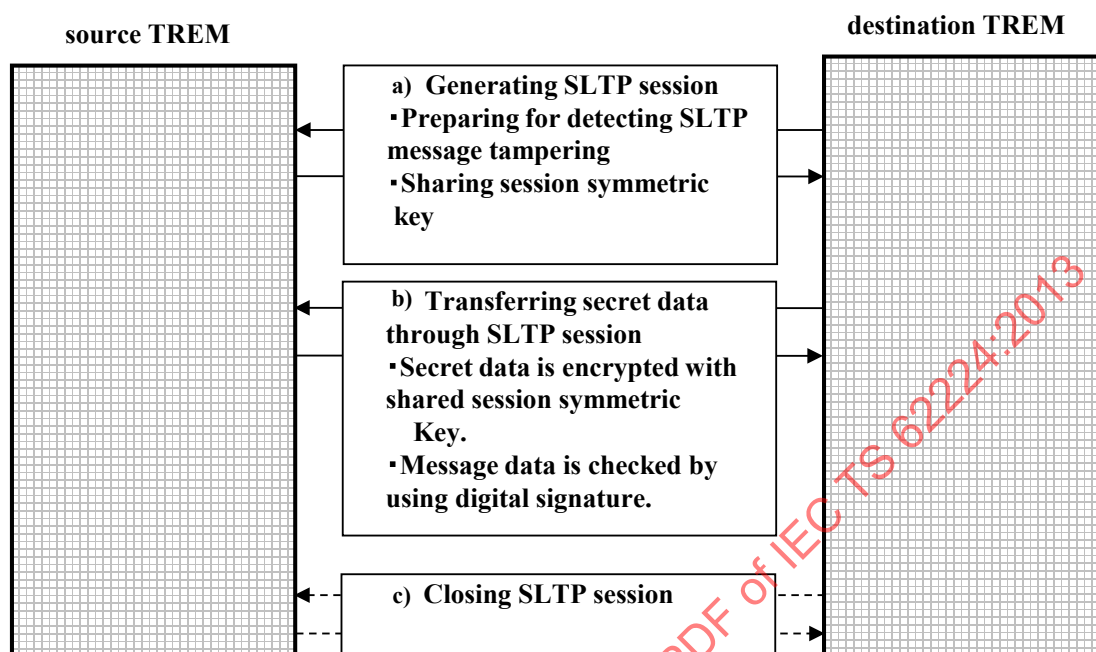 source TREM
destination TREM
a) Generating SLTP session
・Preparing for detecting SLTP
message tampering
・Sharing session symmetric
key
b) Transferring secret data
through SLTP session
・Secret data is encrypted with
shared session symmetric
Key.
・Message data is checked by
using digital signature.
c) Closing SLTP session
PDF of IEC TS 62224:2013